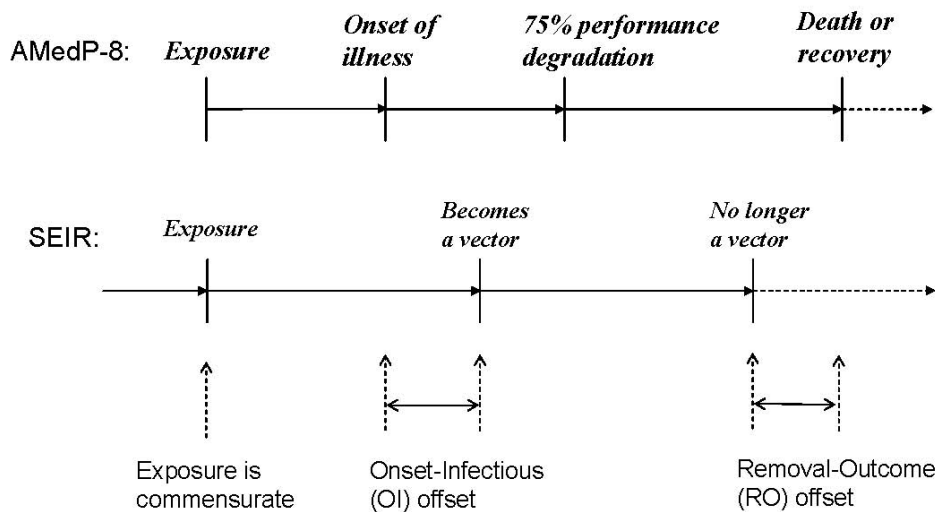 AMedP-8:
Exposure
Onset of
illness
75% performance
degradation
Death or
recovery
SEIR:
Exposure
Becomes
a vector
No longer
a vector
Exposure is
commensurate
Onset-Infectious
(OI) offset
Removal-Outcome
(RO) offset